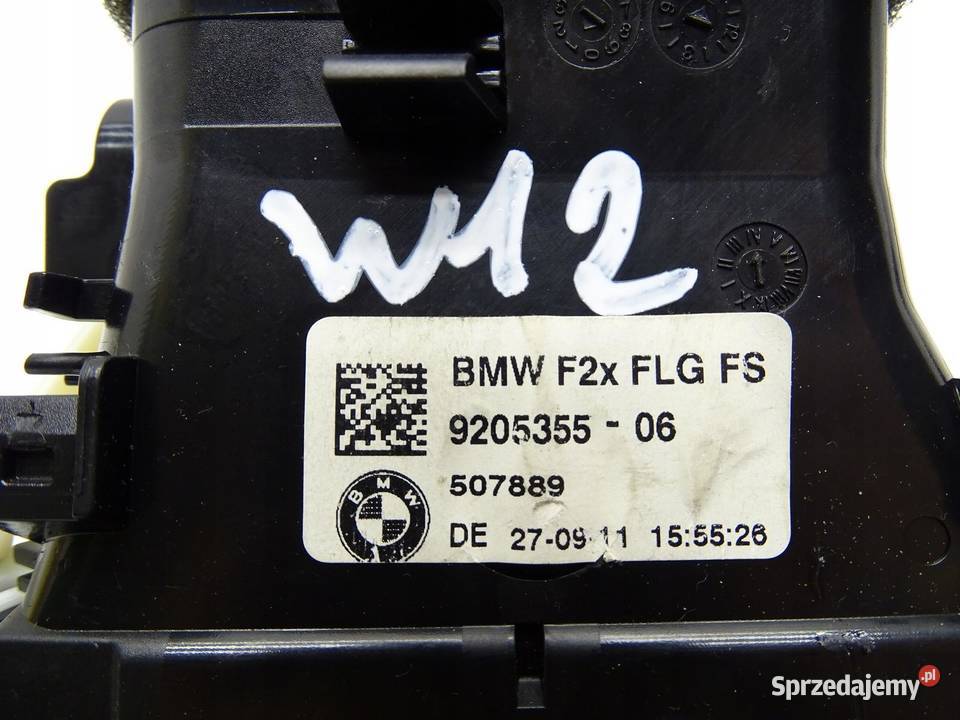 W12
BMW F2x FLG FS
9205355 - 06
507889
BMW
DE 27-09-11 15:55:26
Sprzedajemy.pl